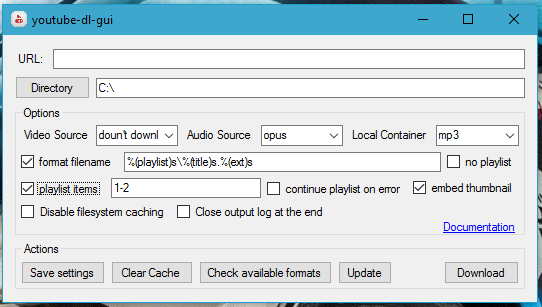 youtube-dl-gui
URL:
Directory C:\
Options
Video Source doun't downl Audio Source opus Local Container mp3
format filename %(playlist)s\%(title)s.%(ext)s no playlist
playlist items 1-2 continue playlist on error embed thumbnail
Disable filesystem caching Close output log at the end
Documentation
Actions
Save settings Clear Cache Check available formats Update Download